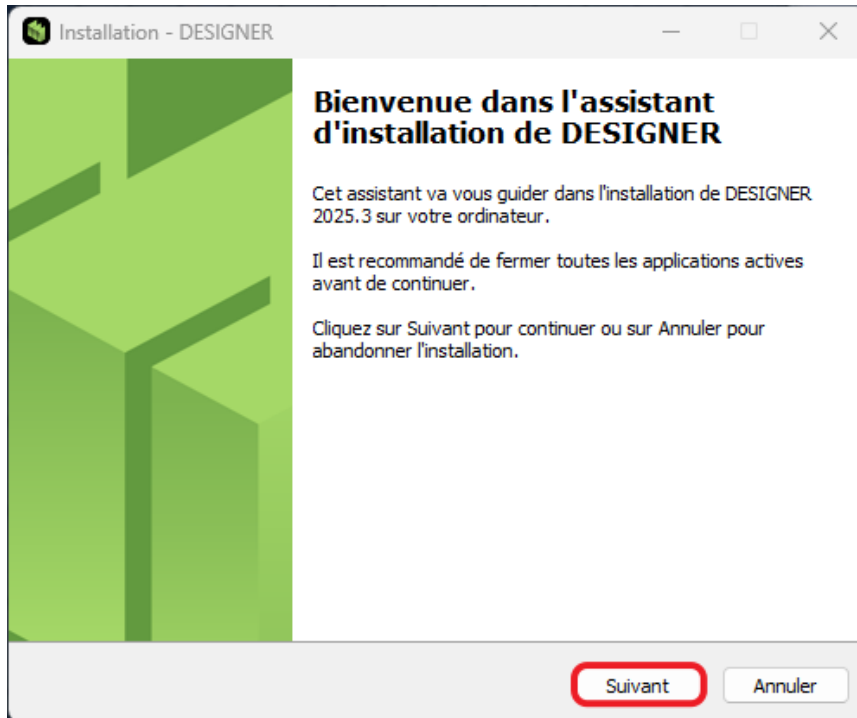 Installation - DESIGNER
Bienvenue dans l'assistant
d'installation de DESIGNER
Cet assistant va vous guider dans l'installation de DESIGNER
2025.3 sur votre ordinateur.
Il est recommandé de fermer toutes les applications actives
avant de continuer.
Cliquez sur Suivant pour continuer ou sur Annuler pour
abandonner l'installation.
Suivant
Annuler